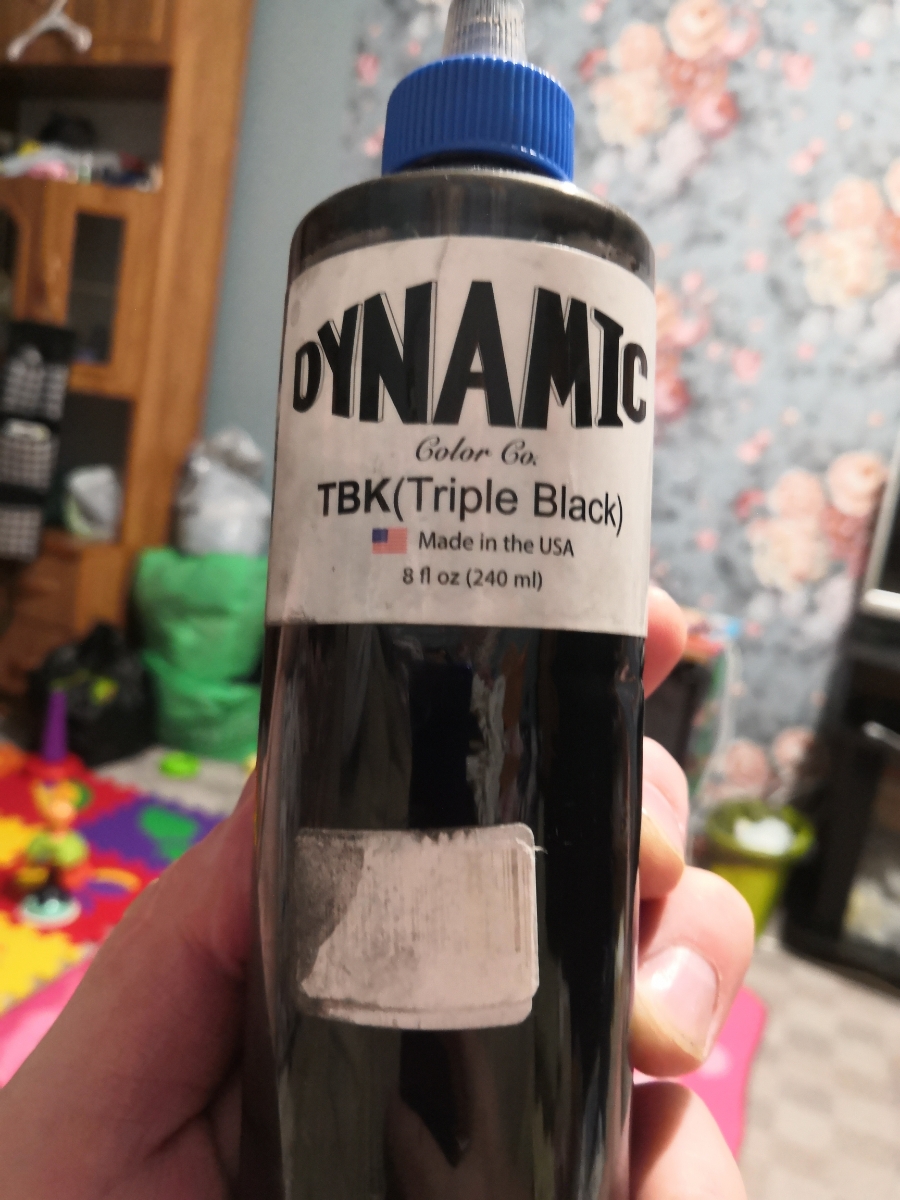 DYNAMIC
Color Co.
TBK(Triple Black)
Made in the USA
8 fl oz (240 ml)